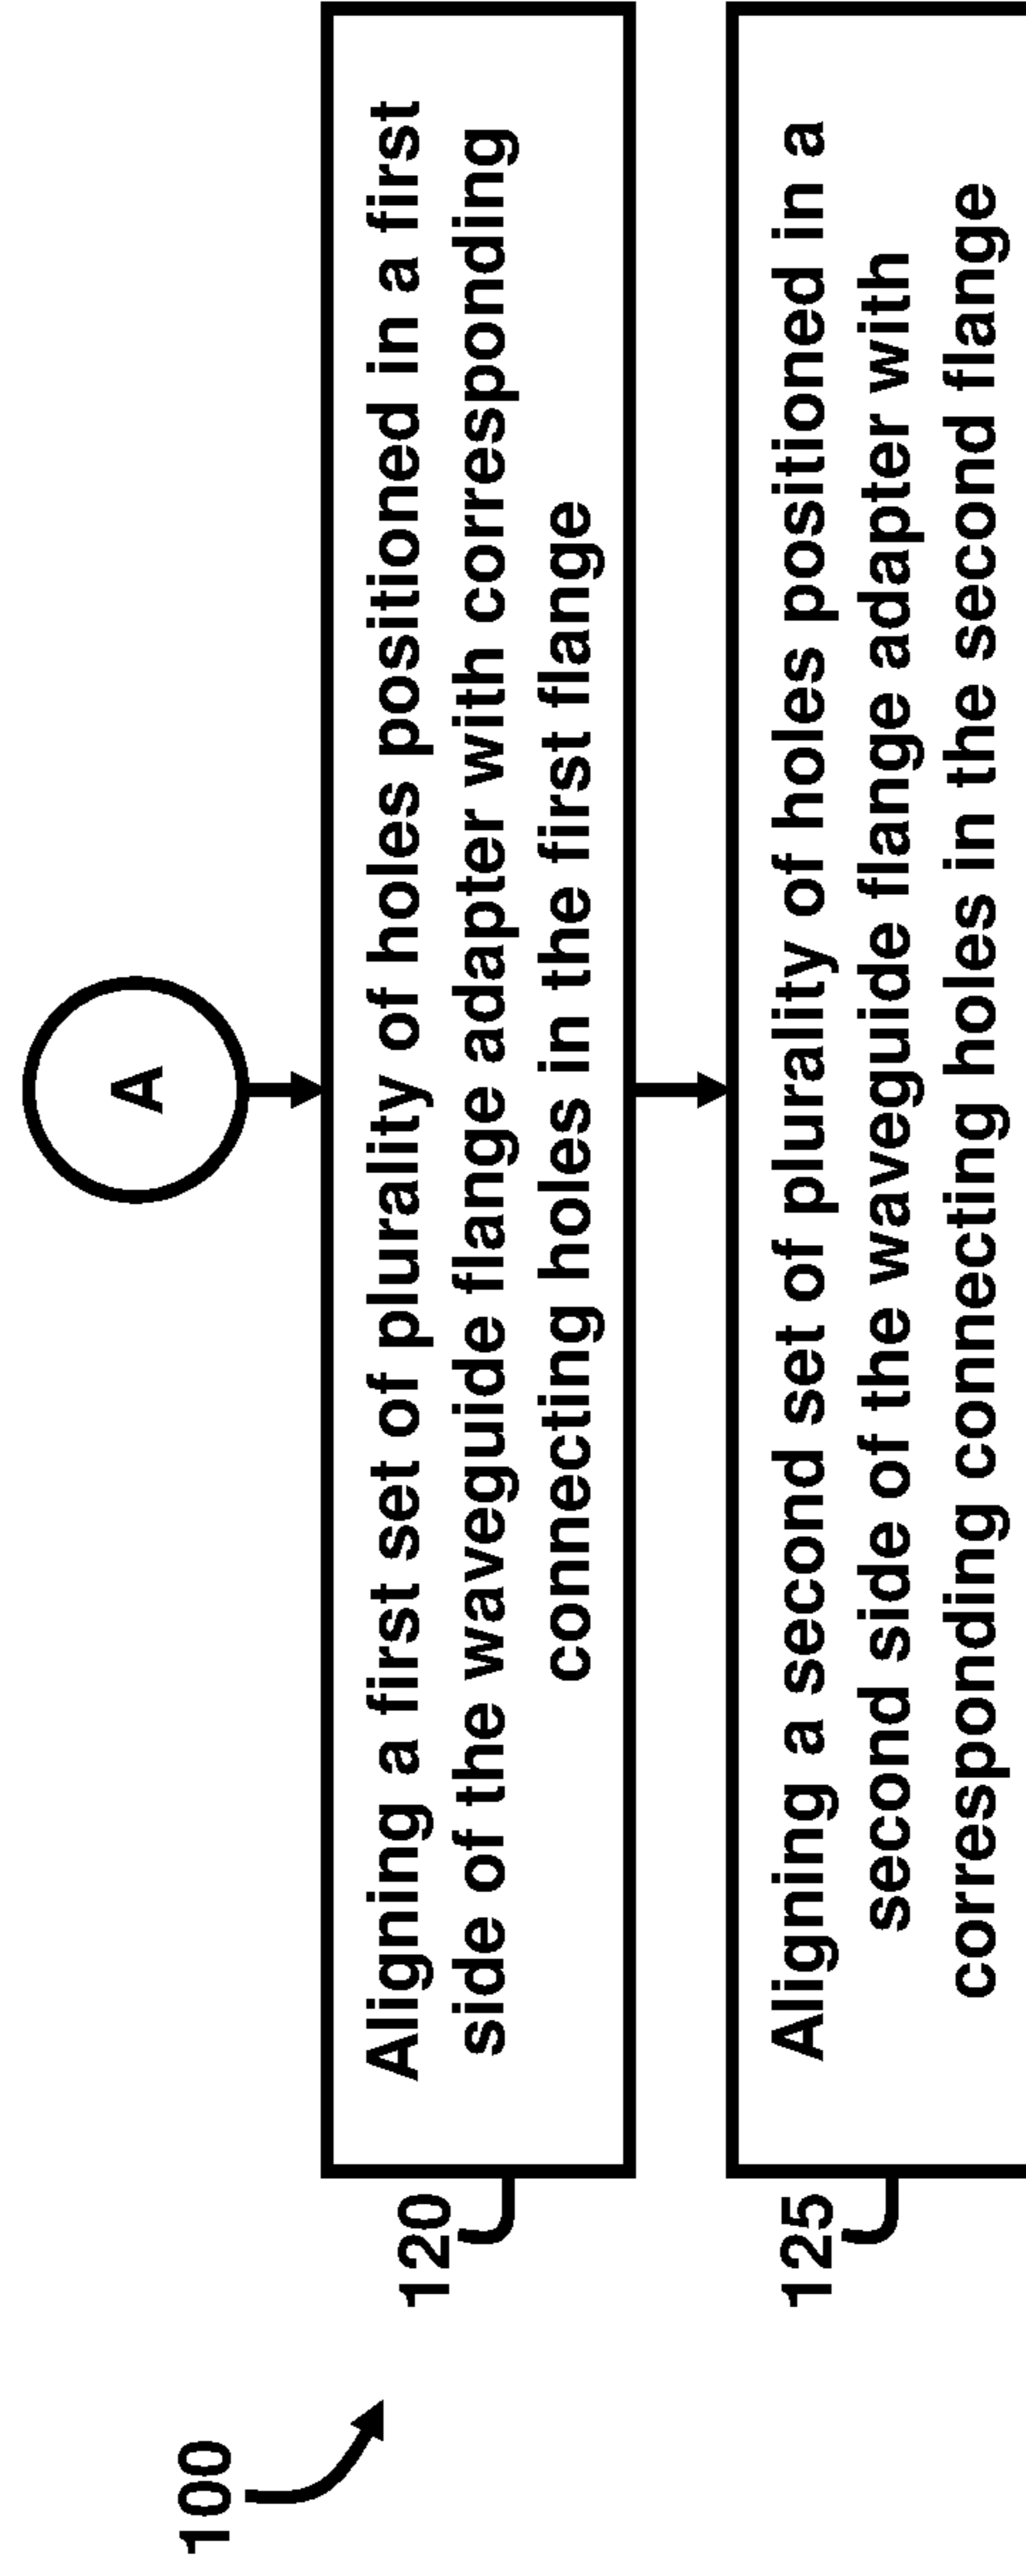 100
A
120
Aligning a first set of plurality of holes positioned in a first
side of the waveguide flange adapter with corresponding
connecting holes in the first flange
125
Aligning a second set of plurality of holes positioned in a
second side of the waveguide flange adapter with
corresponding connecting holes in the second flange